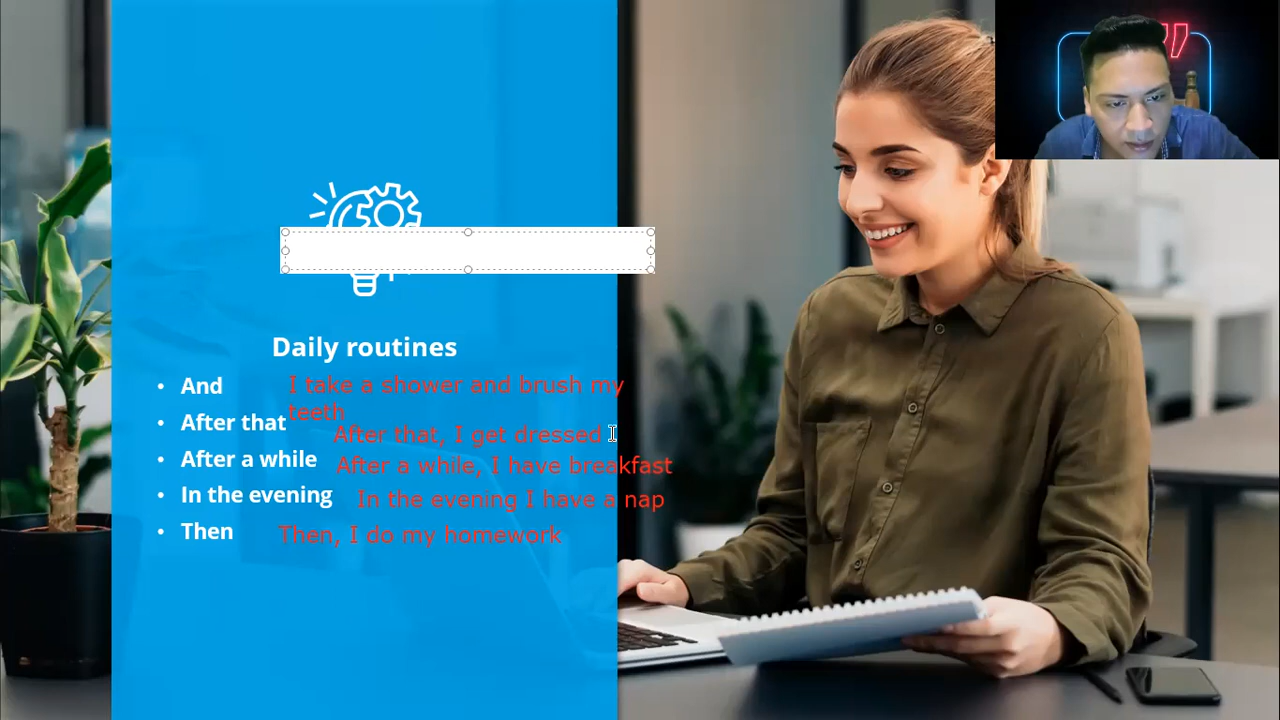 Daily routines
• And
I take a shower and brush my
teeth
• After that
After that, I get dressed
• After a while
After a while, I have breakfast
• In the evening
In the evening I have a nap
• Then
Then, I do my homework